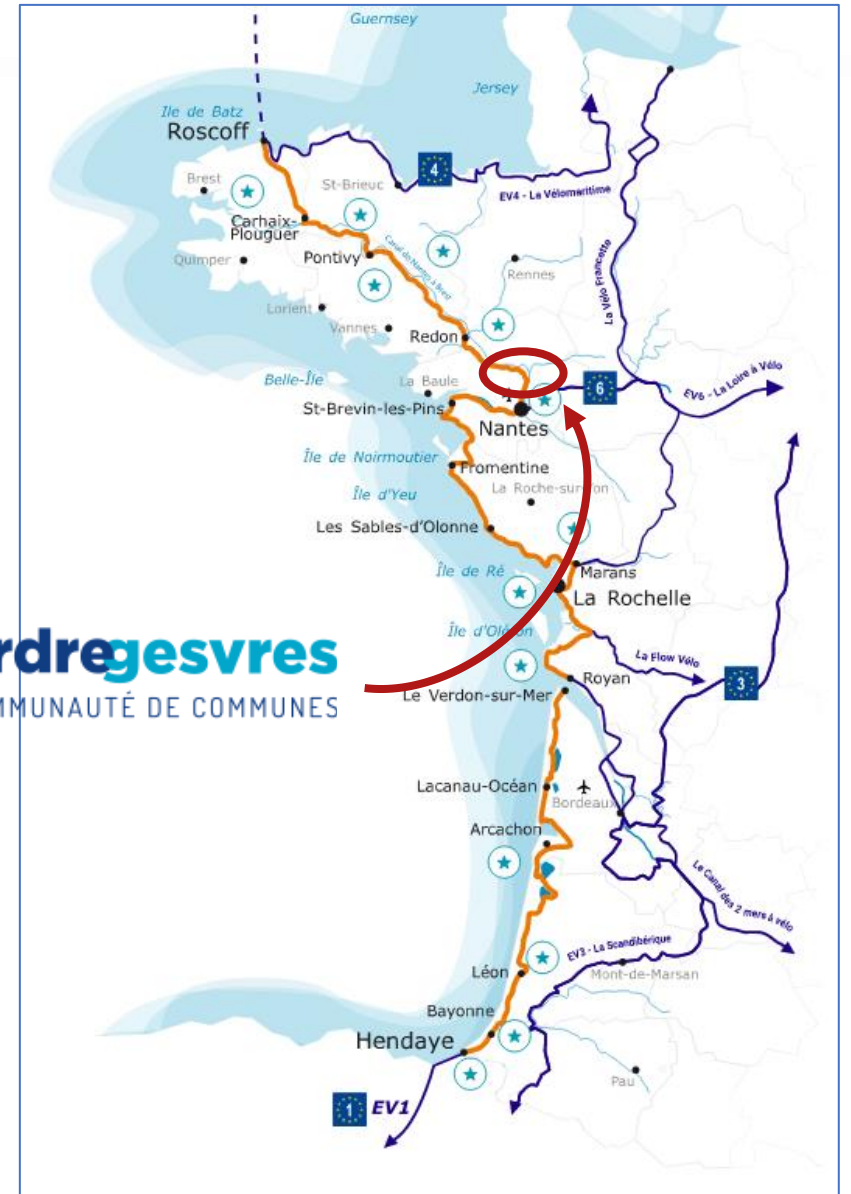 Guernsey
Jersey
Ile de Batz
Roscoff
4
Brest
St-Brieuc
EV4 - La Vélomaritime
Carhaix-
Plouguer
Quimper
Pontivy
Canal de Nantes à Brest
Rennes
La Vélo Francette
Lorient
Vannes
Redon
Belle-Île
La Baule
6
EV6 - La Loire à Vélo
St-Brevin-les-Pins
Nantes
Île de Noirmoutier
Fromentine
Île d'Yeu
La Roche-sur-Yon
Les Sables-d'Olonne
Île de Ré
Marans
La Rochelle
Île d'Oléron
rdregesvres
MMUNAUTÉ DE COMMUNES
La Flow Vélo
Royan
3
Le Verdon-sur-Mer
Lacanau-Océan
Bordeaux
Arcachon
Le Canal des 2 mers à vélo
EV3 - La Scandibérique
Léon
Mont-de-Marsan
Bayonne
Hendaye
Pau
1 EV1